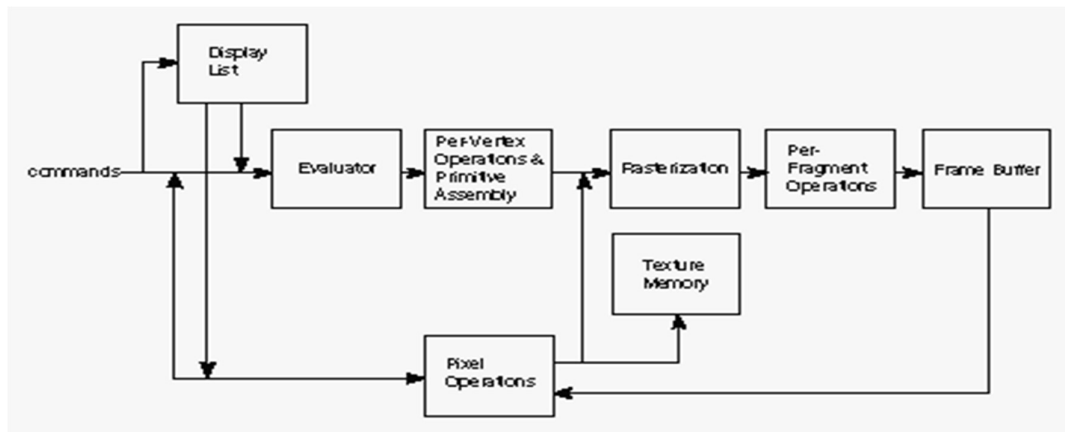 Display
List
commands
Evaluator
Per-Vertex
Operations &
Primitive
Assembly
Rasterization
Per-
Fragment
Operations
Frame Buffer
Texture
Memory
Pixel
Operations